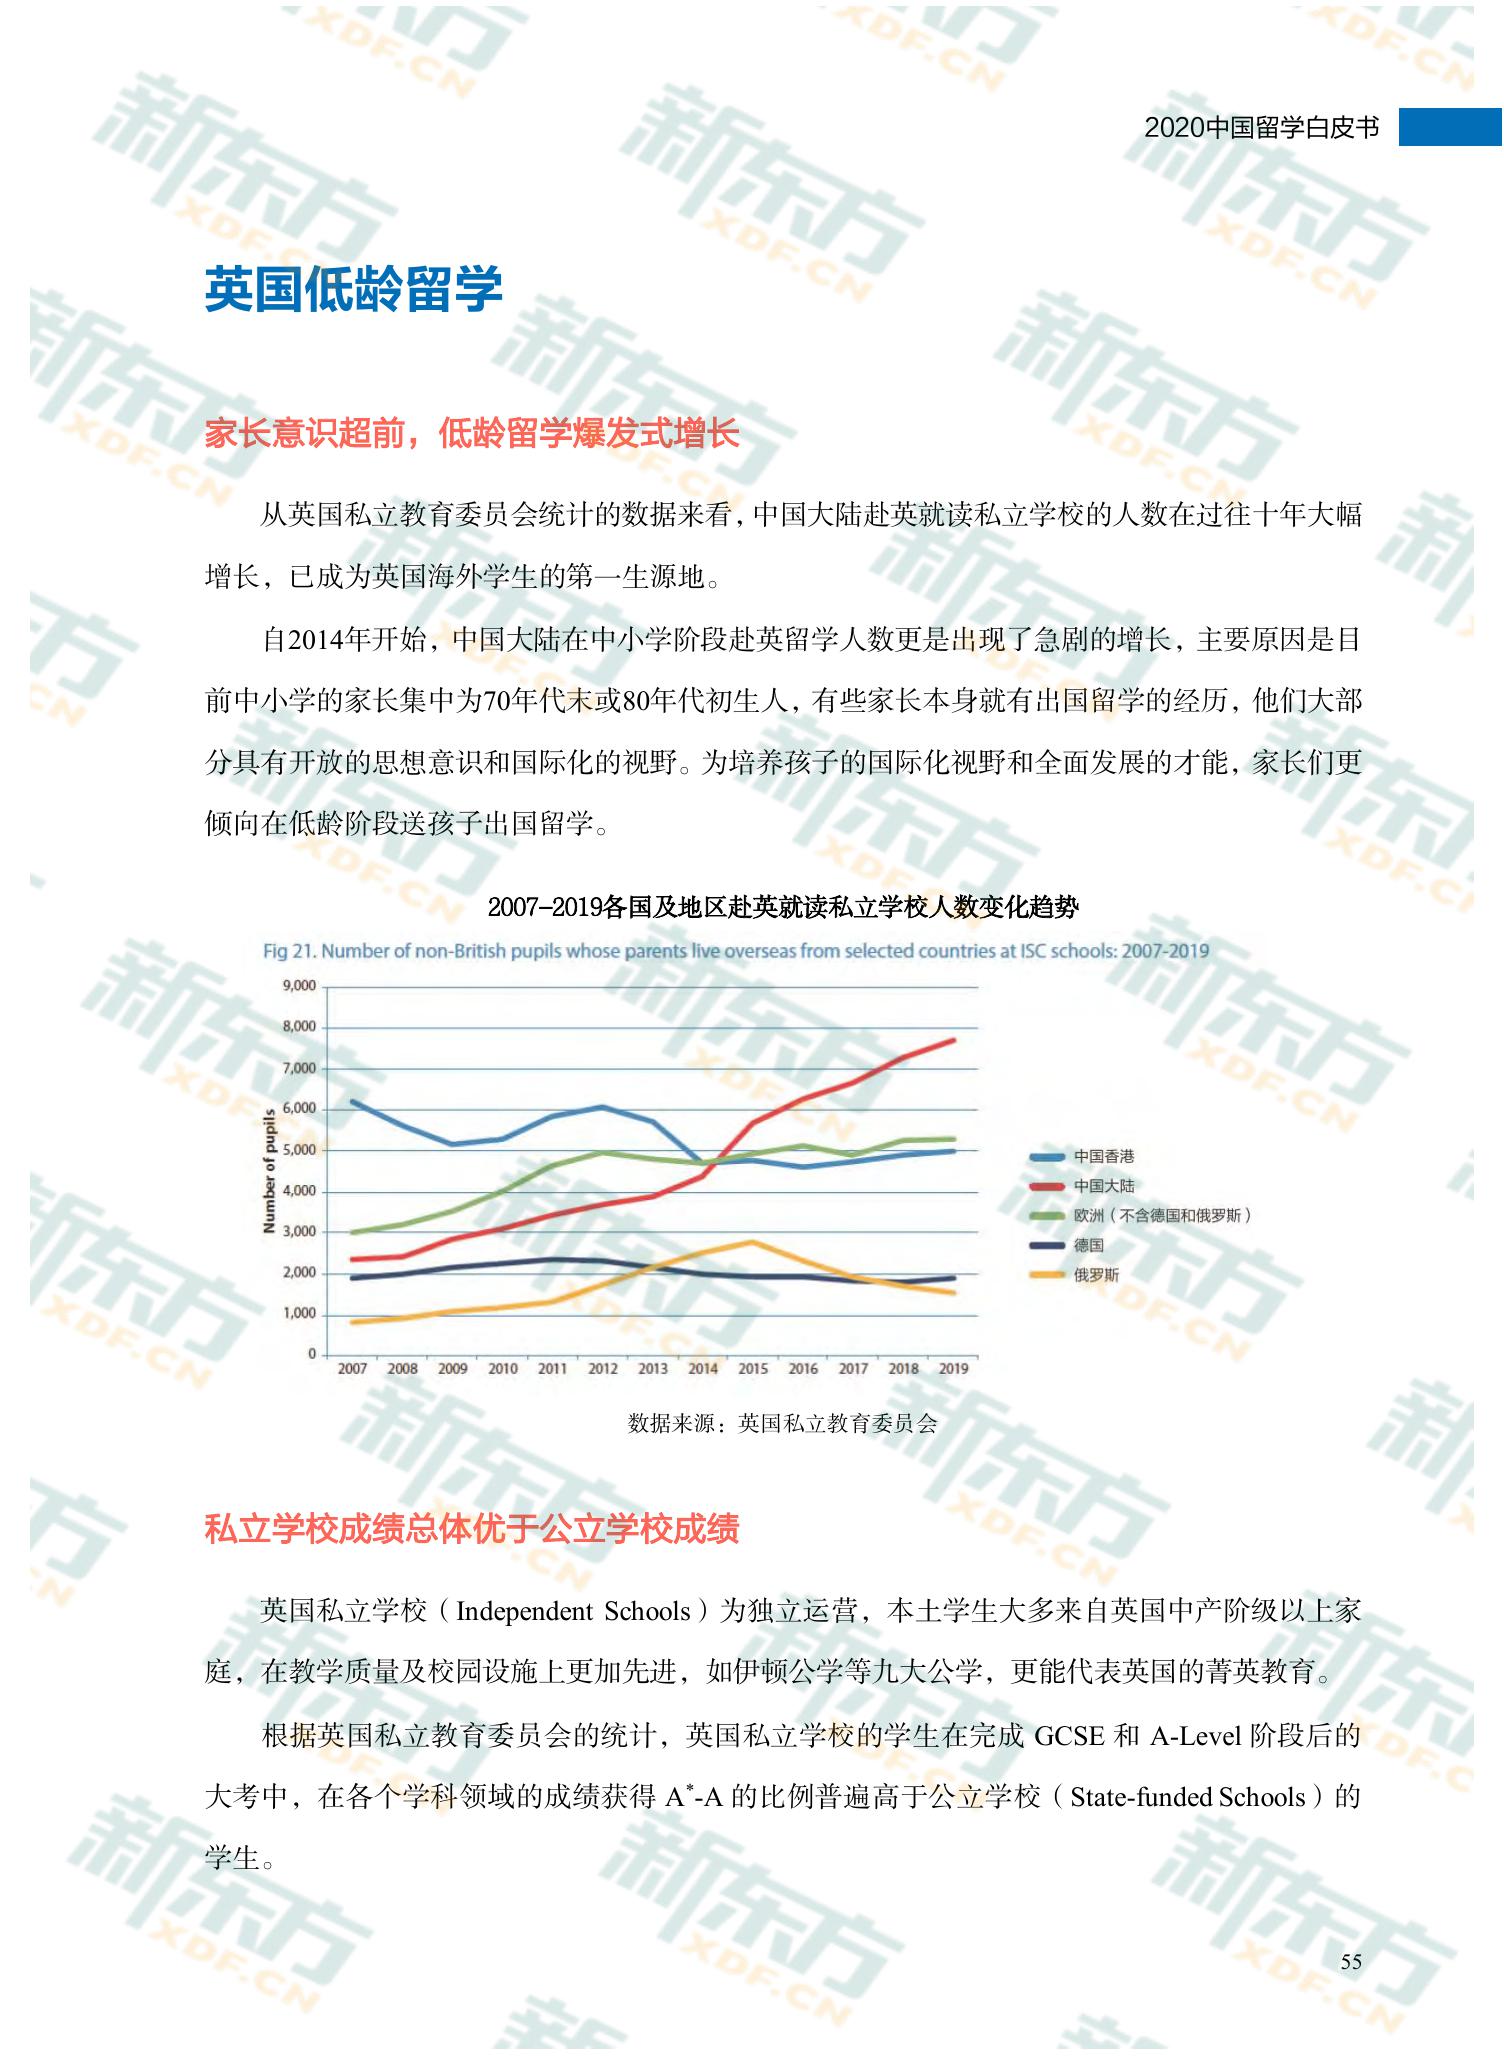 2020中国留学白皮书
英国低龄留学
家长意识超前，低龄留学爆发式增长
从英国私立教育委员会统计的数据来看，中国大陆赴英就读私立学校的人数在过往十年大幅
增长，已成为英国海外学生的第一生源地。
自2014年开始，中国大陆在中小学阶段赴英留学人数更是出现了急剧的增长，主要原因是目
前中小学的家长集中为70年代末或80年代初生人，有些家长本身就有出国留学的经历，他们大部
分具有开放的思想意识和国际化的视野。为培养孩子的国际化视野和全面发展的才能，家长们更
倾向在低龄阶段送孩子出国留学。
2007–2019各国及地区赴英就读私立学校人数变化趋势
Fig 21. Number of non-British pupils whose parents live overseas from selected countries at ISC schools: 2007-2019
Number of pupils
9,000
8,000
7,000
6,000
5,000
4,000
3,000
2,000
1,000
0
2007 2008 2009 2010 2011 2012 2013 2014 2015 2016 2017 2018 2019
中国香港
中国大陆
欧洲（不含德国和俄罗斯）
德国
俄罗斯
数据来源：英国私立教育委员会
私立学校成绩总体优于公立学校成绩
英国私立学校（Independent Schools）为独立运营，本土学生大多来自英国中产阶级以上家
庭，在教学质量及校园设施上更加先进，如伊顿公学等九大公学，更能代表英国的菁英教育。
根据英国私立教育委员会的统计，英国私立学校的学生在完成 GCSE 和 A-Level 阶段后的
大考中，在各个学科领域的成绩获得 A*-A 的比例普遍高于公立学校（State-funded Schools）的
学生。
55
新东方
XDF.CN